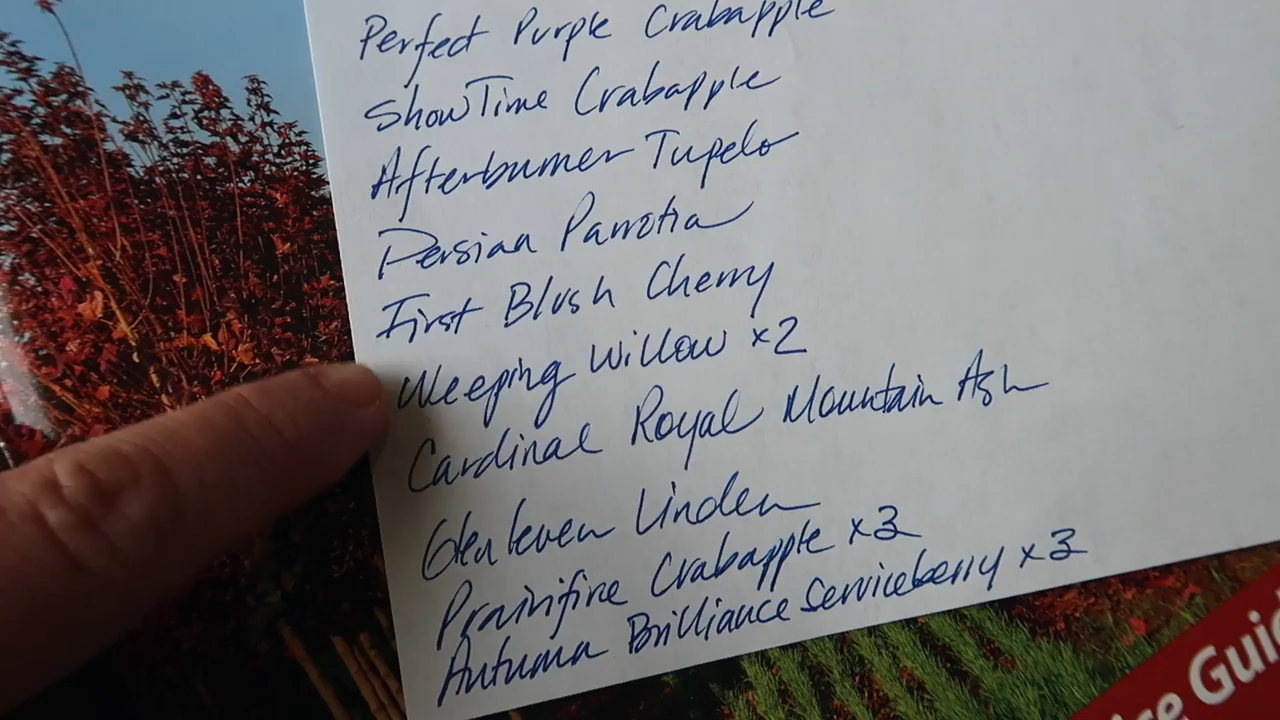 Perfect Purple Crabapple
ShowTime Crabapple
Afterburner Tupelo
Persian Parrotia
First Blush Cherry
Weeping Willow x2
Cardinal Royal Mountain Ash
Glenleven Linden
Prairifire Crabapple x3
Autumn Brilliance Serviceberry x3